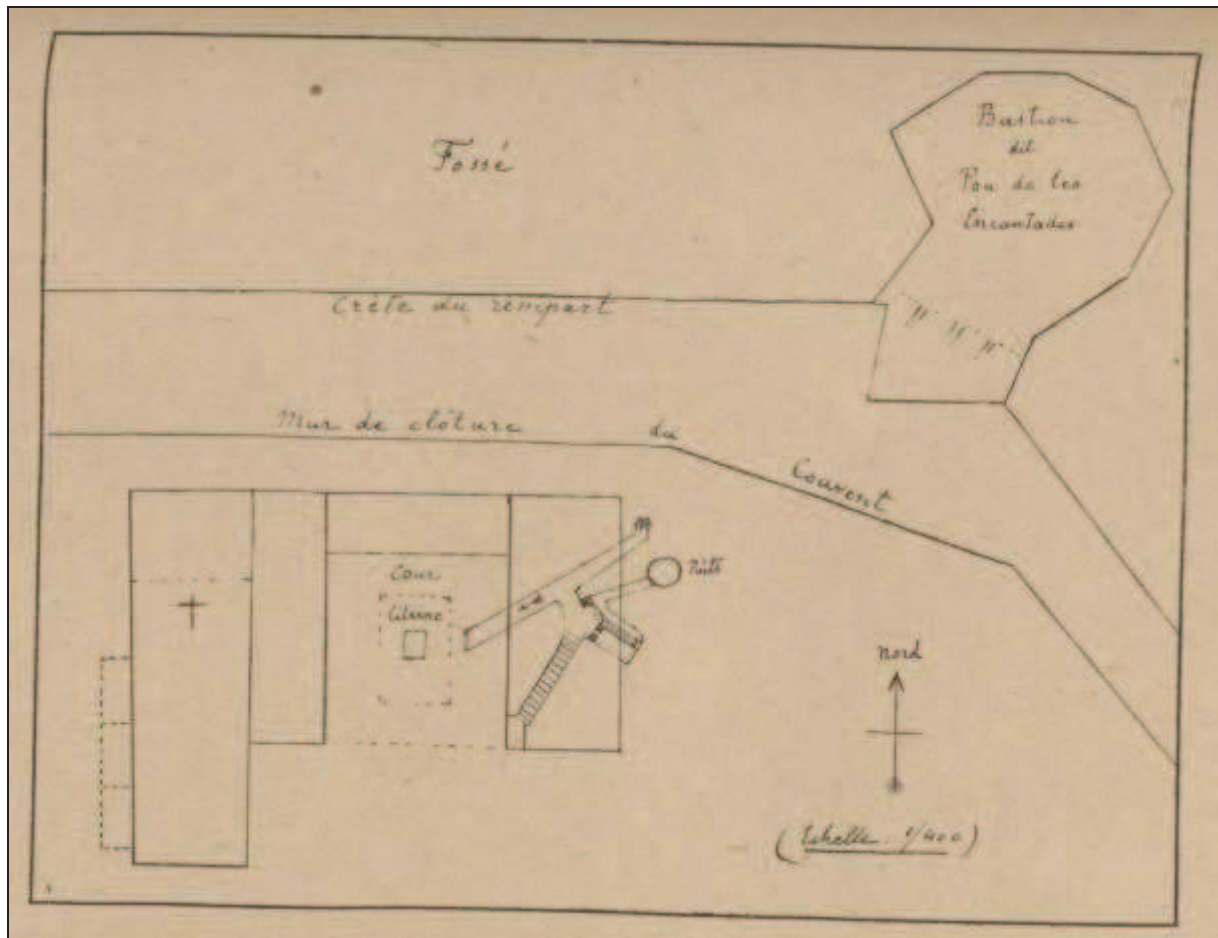 Fossé
Bastion
dit
Pou de les
Encantades
Crète du rempart
Mur de clôture du Couvent
Cour
Citerne
Puits
Nord
(Echelle. 1/400)